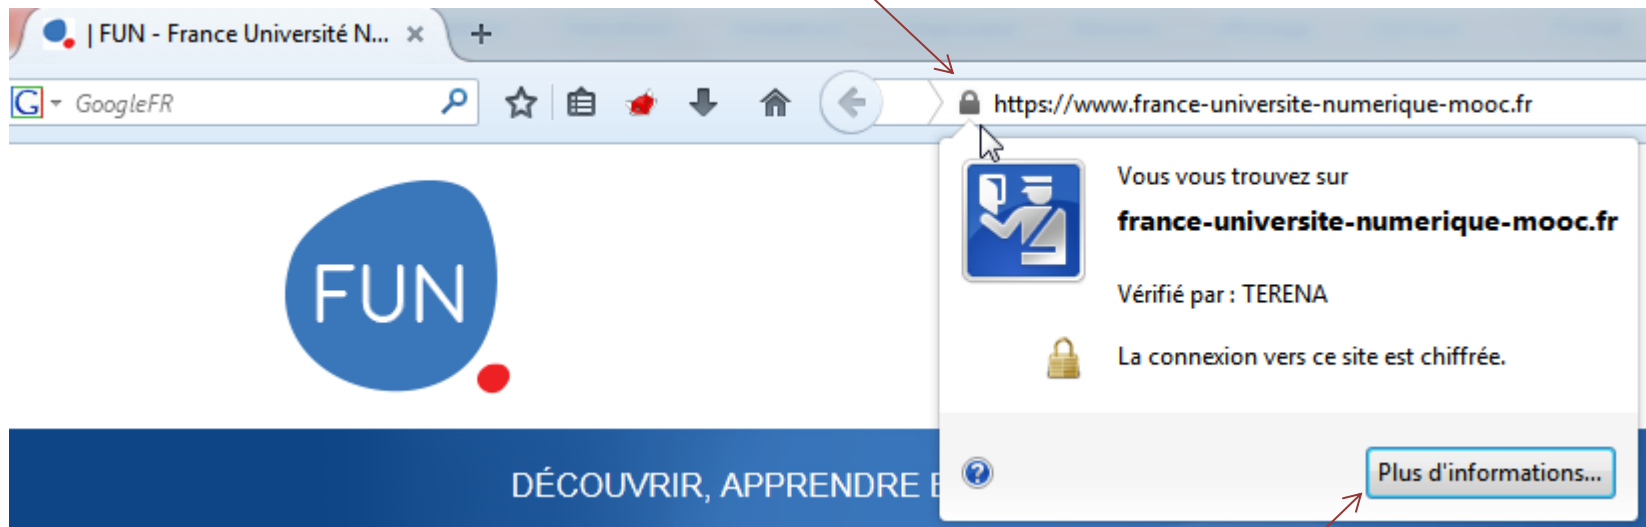 | FUN - France Université N...
GoogleFR
https://www.france-universite-numerique-mooc.fr
FUN
Vous vous trouvez sur
france-universite-numerique-mooc.fr
Vérifié par : TERENA
La connexion vers ce site est chiffrée.
DÉCOUVRIR, APPRENDRE
Plus d'informations...